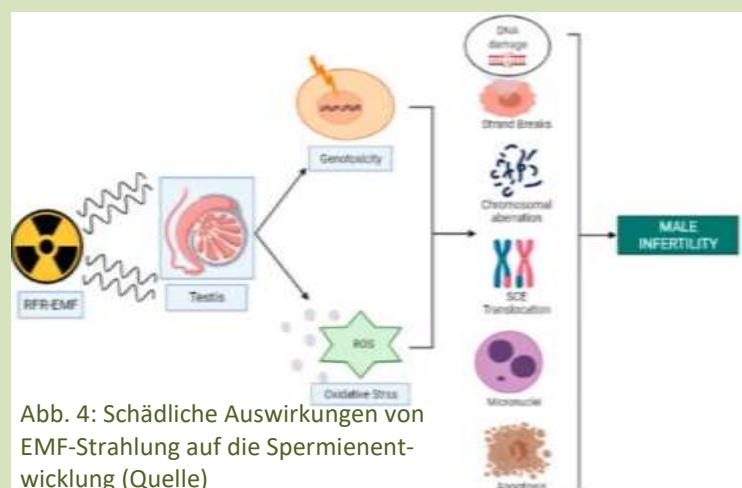 DNA
damage
Strand Breaks
Genotoxicity
Chromosomal
aberration
MALE
INFERTILITY
RFR-EMF
Testis
SCE
Translocation
ROS
Oxidative Strss
Micronuclei
Apoptosis
Abb. 4: Schädliche Auswirkungen von
EMF-Strahlung auf die Spermienent-
wicklung (Quelle)